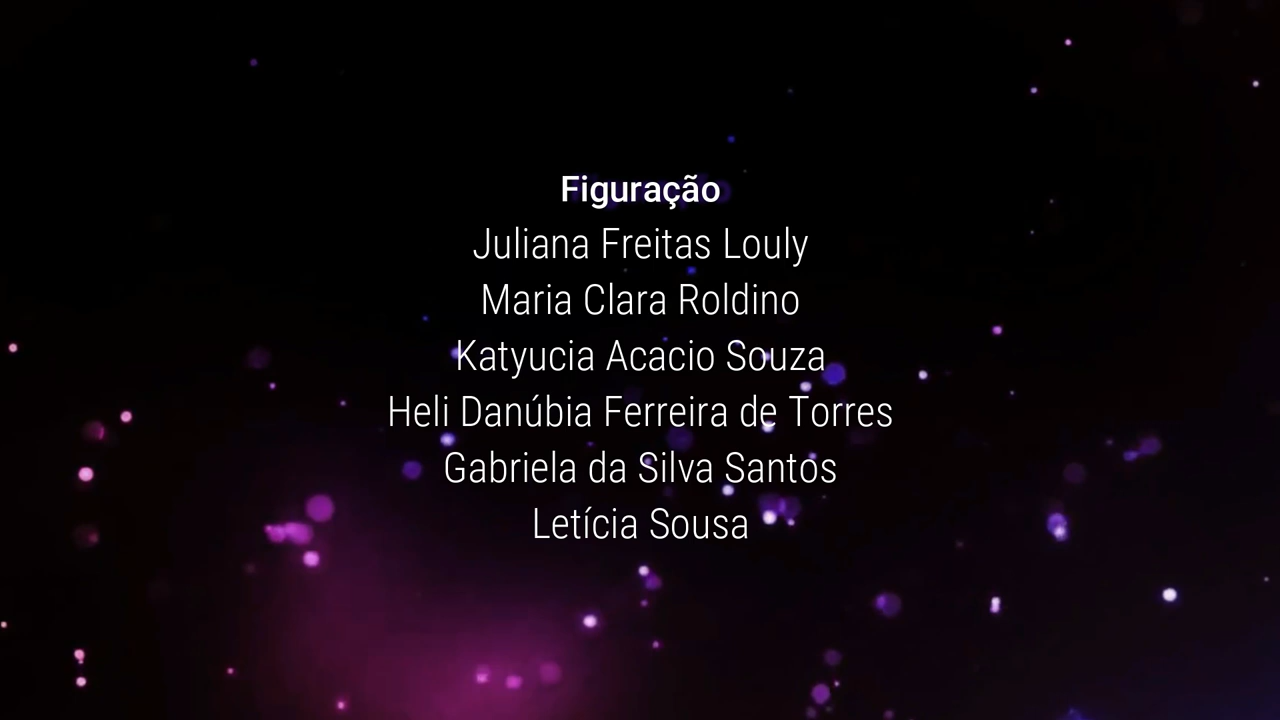 Figuração
Juliana Freitas Louly
Maria Clara Roldino
Katyucia Acacio Souza
Heli Danúbia Ferreira de Torres
Gabriela da Silva Santos
Letícia Sousa